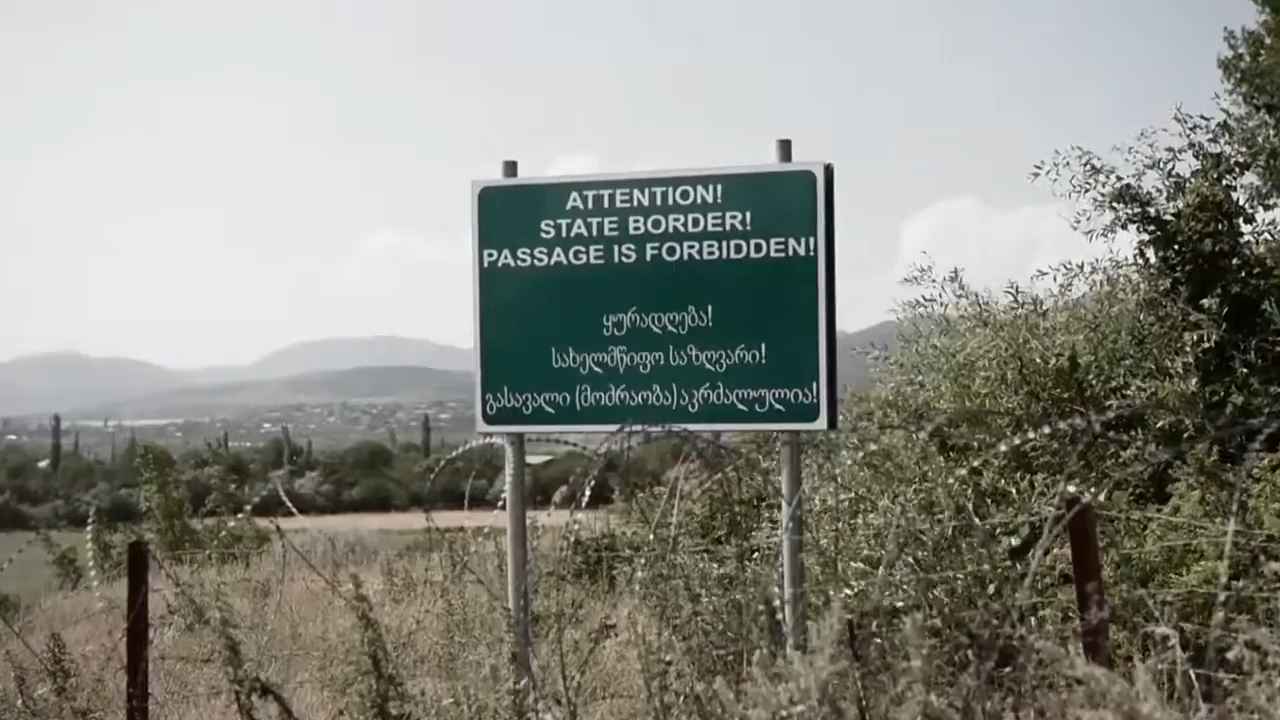 ATTENTION!
STATE BORDER!
PASSAGE IS FORBIDDEN!
ყურადღება!
სახელმწიფო საზღვარი!
გასავალი (მოძრაობა) აკრძალულია!